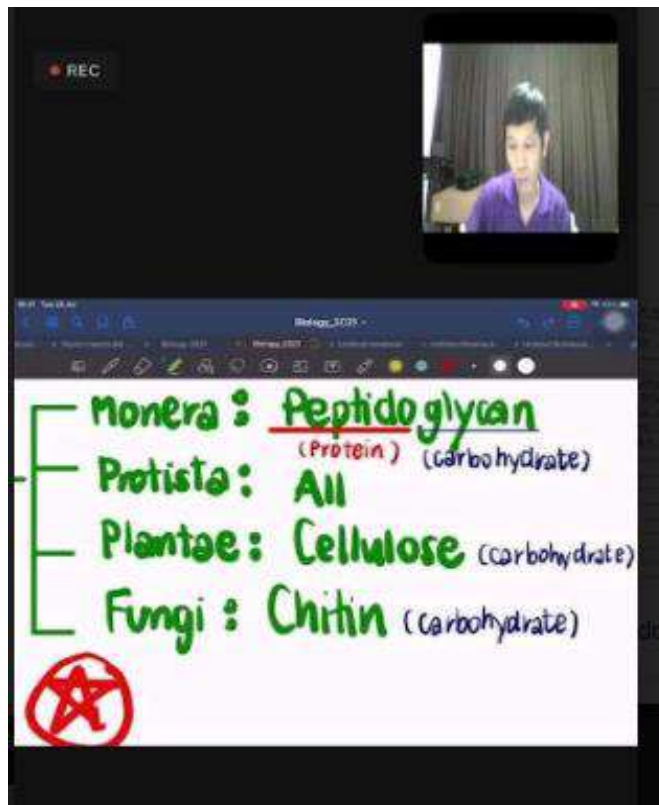 REC
Biology_2021
Monera : Peptidoglycan
(Protein) (carbohydrate)
Protista : All
Plantae : Cellulose (carbohydrate)
Fungi : Chitin (carbohydrate)